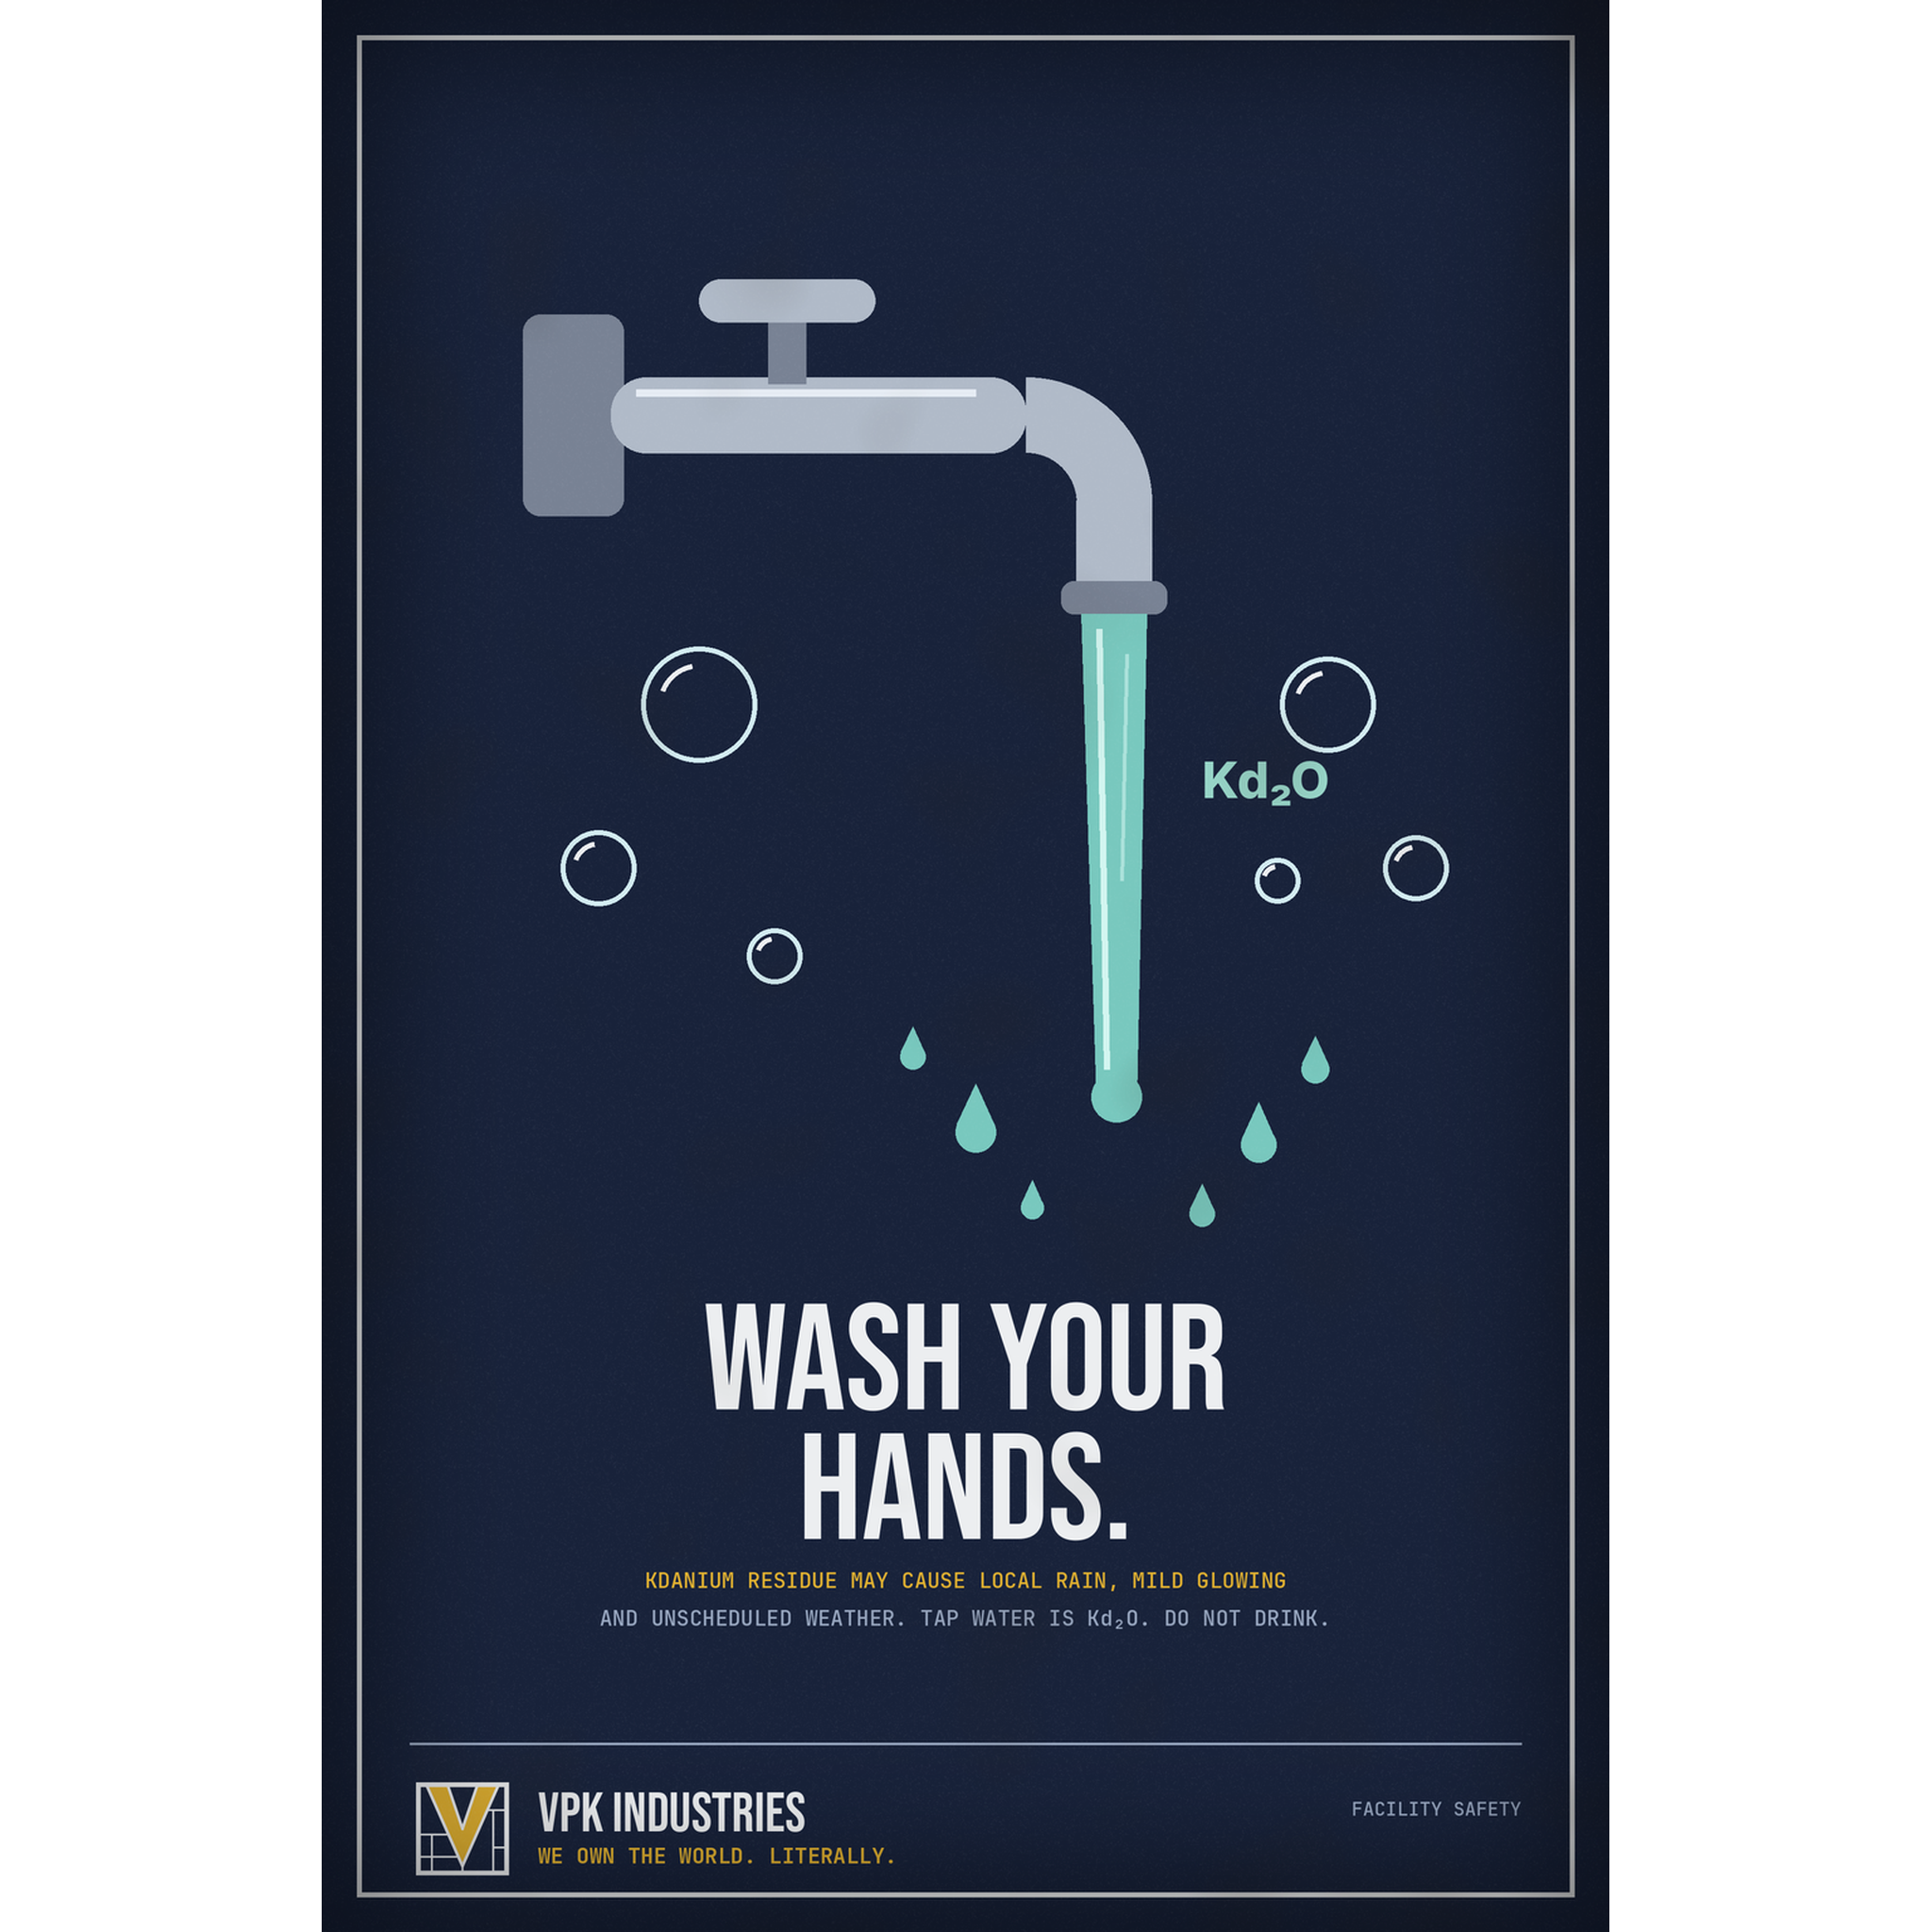 Kd₂O
WASH YOUR
HANDS.
KDANIUM RESIDUE MAY CAUSE LOCAL RAIN, MILD GLOWING
AND UNSCHEDULED WEATHER. TAP WATER IS Kd₂O. DO NOT DRINK.
V
VPK INDUSTRIES
WE OWN THE WORLD. LITERALLY.
FACILITY SAFETY